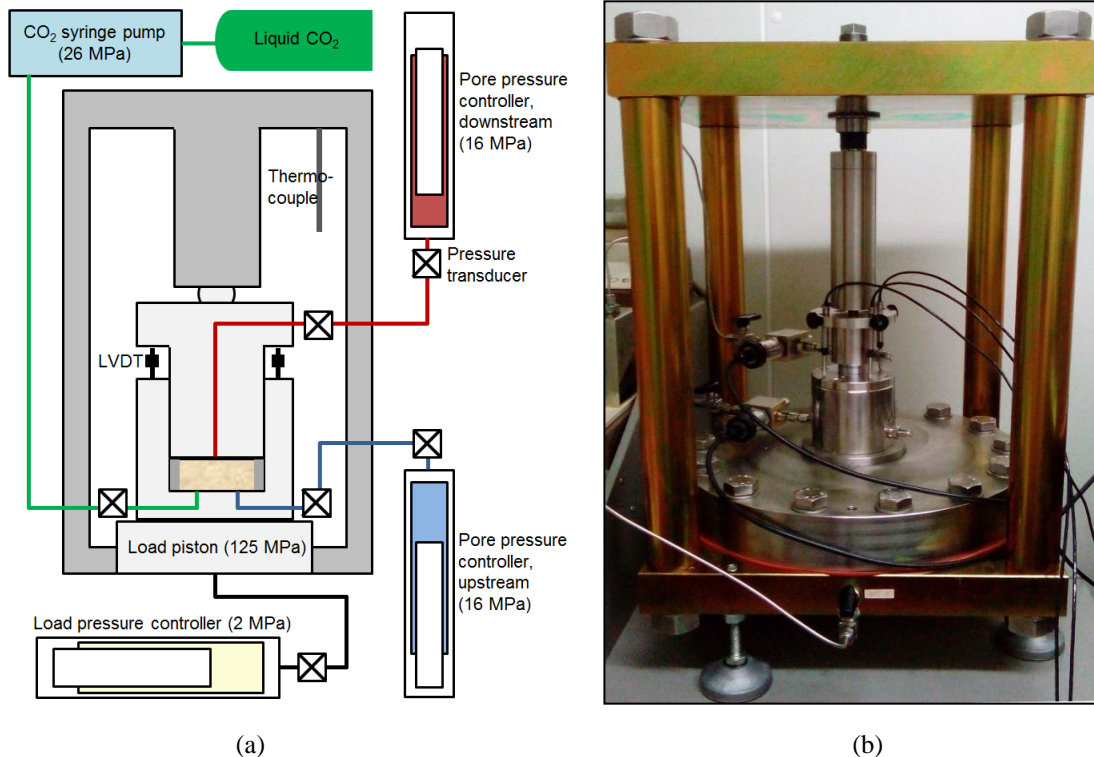 CO₂ syringe pump
(26 MPa)
Liquid CO₂
Pore pressure
controller,
downstream
(16 MPa)
Thermo-
couple
Pressure
transducer
LVDT
Load piston (125 MPa)
Pore pressure
controller,
upstream
(16 MPa)
Load pressure controller (2 MPa)
(a)
(b)